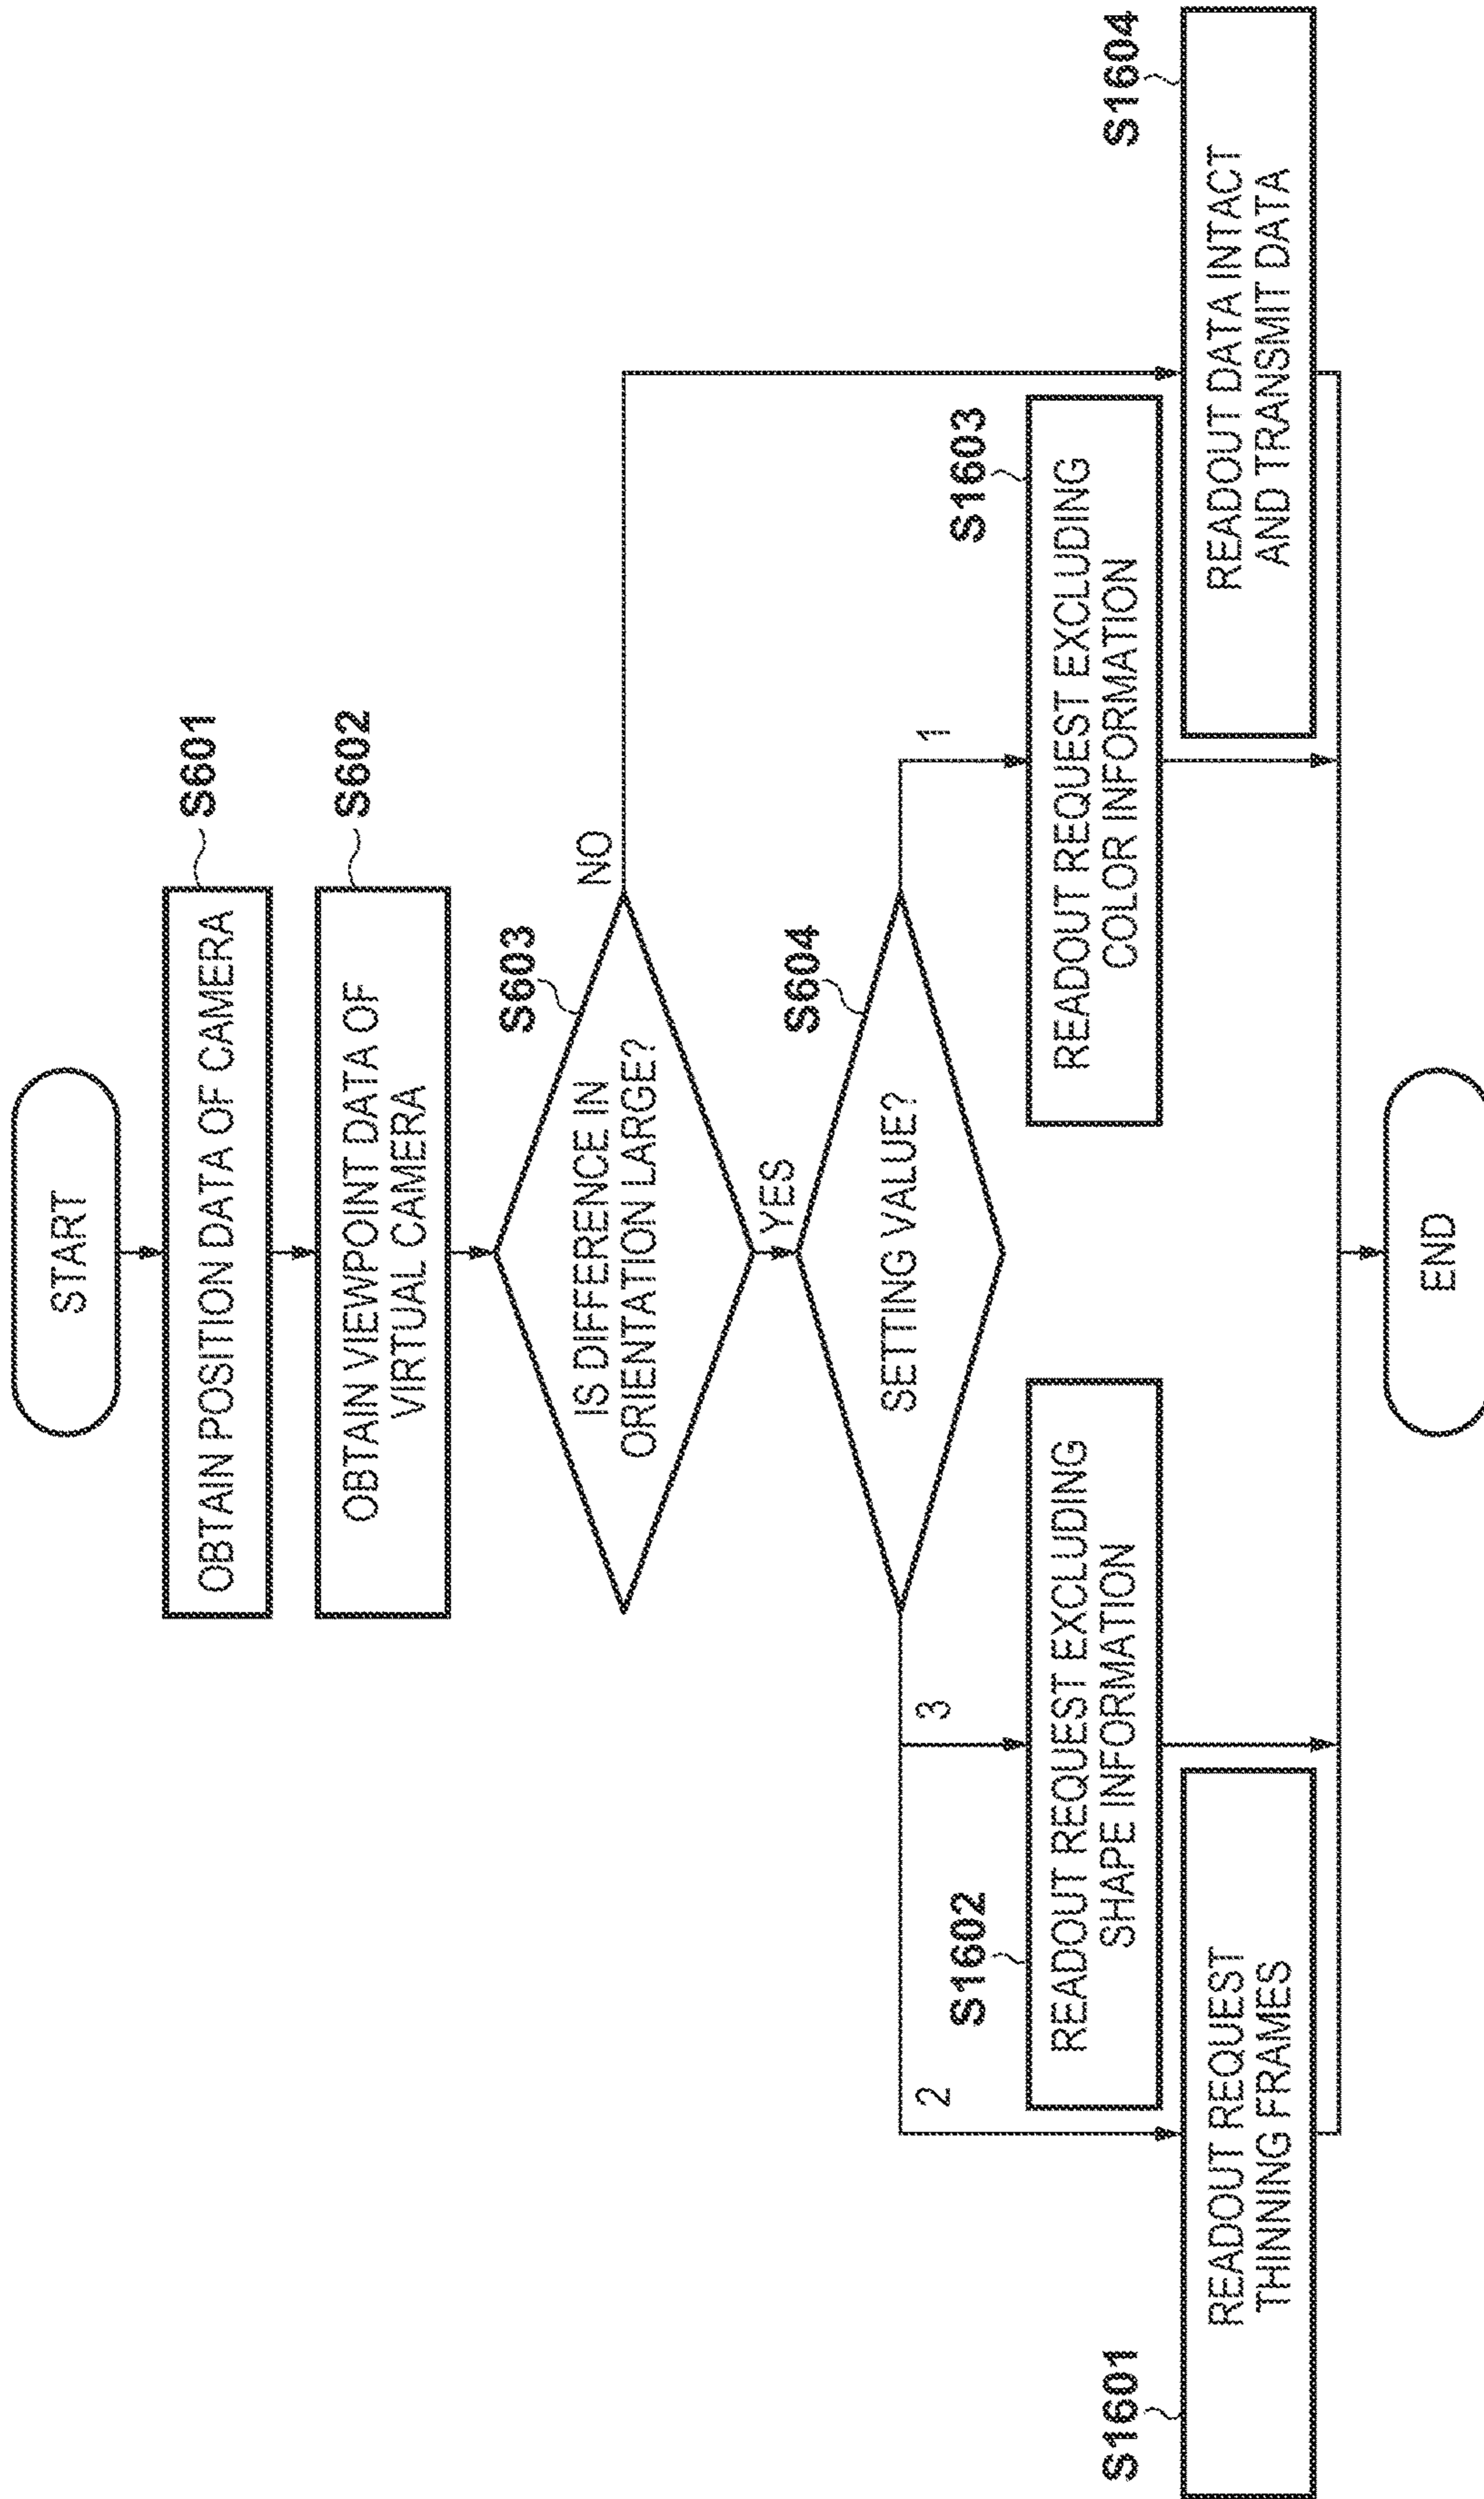 START
S601
OBTAIN POSITION DATA OF CAMERA
S602
OBTAIN VIEWPOINT DATA OF
VIRTUAL CAMERA
S603
IS DIFFERENCE IN
ORIENTATION LARGE?
NO
YES
S604
SETTING VALUE?
2
3
1
S1602
READOUT REQUEST EXCLUDING
SHAPE INFORMATION
S1603
READOUT REQUEST EXCLUDING
COLOR INFORMATION
S1601
READOUT REQUEST
THINNING FRAMES
S1604
READOUT DATA INTACT
AND TRANSMIT DATA
END